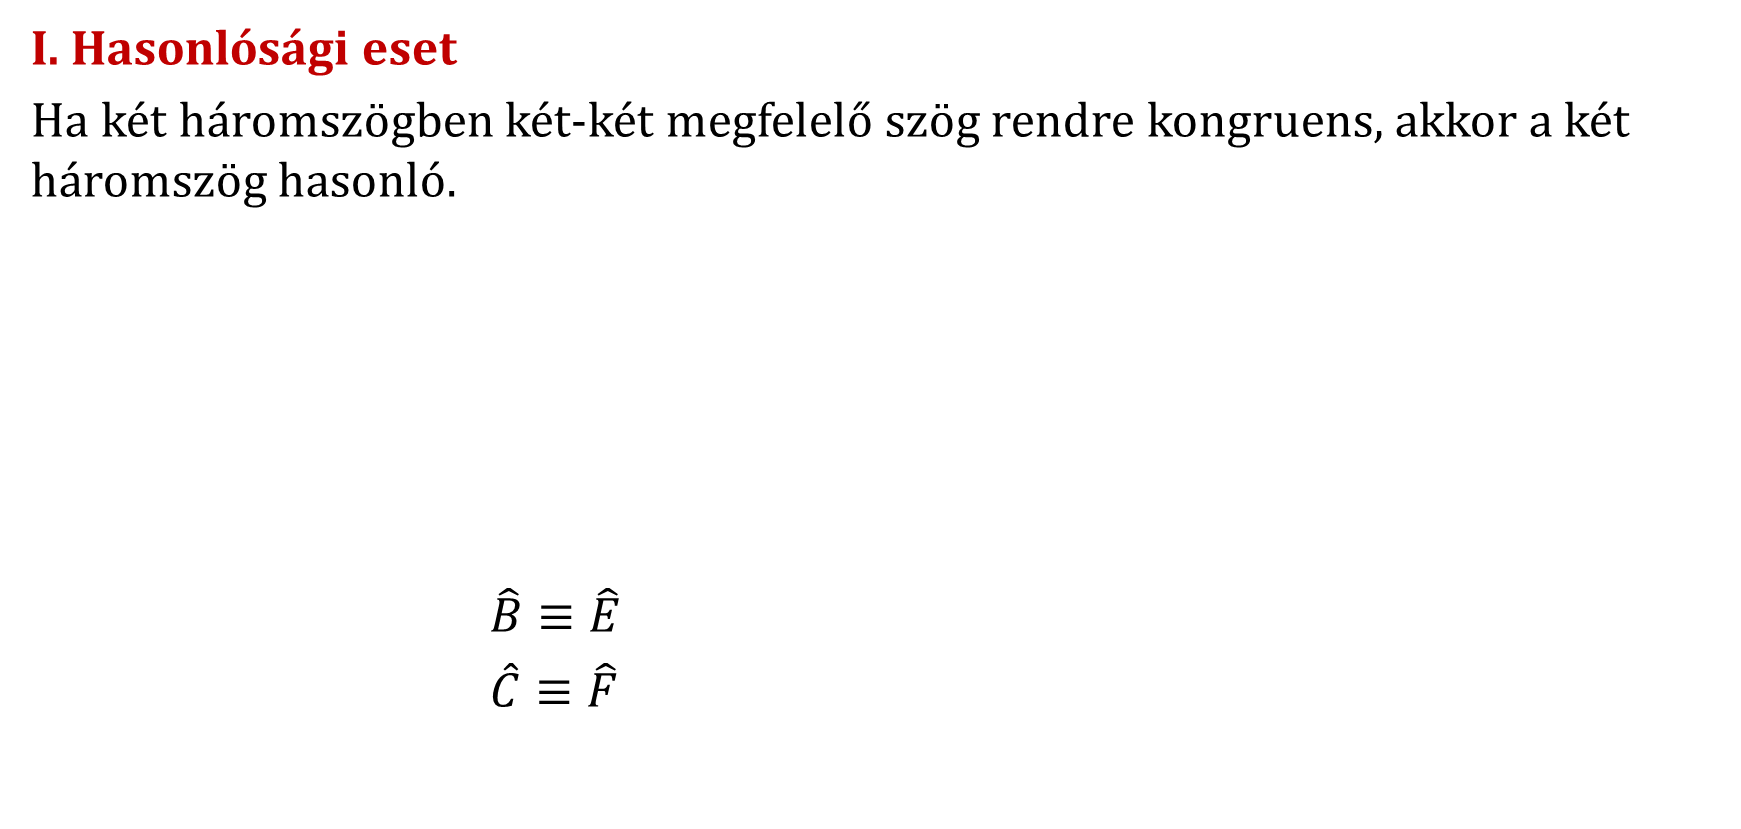 I. Hasonlósági eset
Ha két háromszögben két-két megfelelő szög rendre kongruens, akkor a két
háromszög hasonló.
B̂ ≡ Ê
Ĉ ≡ F̂